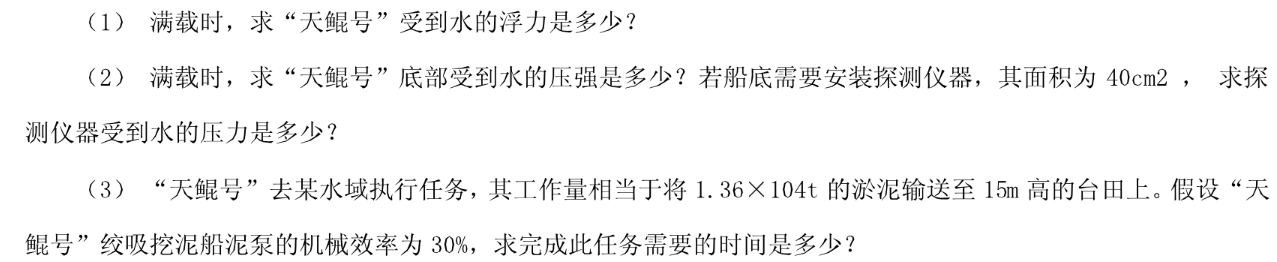 （1） 满载时，求“天鲲号”受到水的浮力是多少？
（2） 满载时，求“天鲲号”底部受到水的压强是多少？若船底需要安装探测仪器，其面积为 40cm2 ， 求探
测仪器受到水的压力是多少？
（3） “天鲲号”去某水域执行任务，其工作量相当于将 1.36×104t 的淤泥输送至 15m 高的台田上。假设“天
鲲号”绞吸挖泥船泥泵的机械效率为 30%，求完成此任务需要的时间是多少？